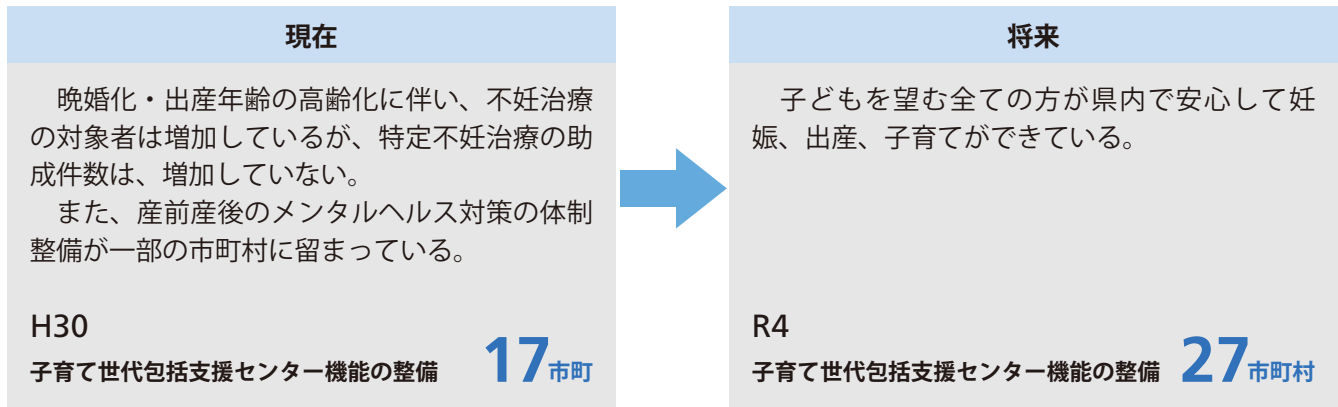 現在
晩婚化・出産年齢の高齢化に伴い、不妊治療
の対象者は増加しているが、特定不妊治療の助
成件数は、増加していない。
また、産前産後のメンタルヘルス対策の体制
整備が一部の市町村に留まっている。
H30
子育て世代包括支援センター機能の整備 17市町
将来
子どもを望む全ての方が県内で安心して妊
娠、出産、子育てができている。
R4
子育て世代包括支援センター機能の整備 27市町村